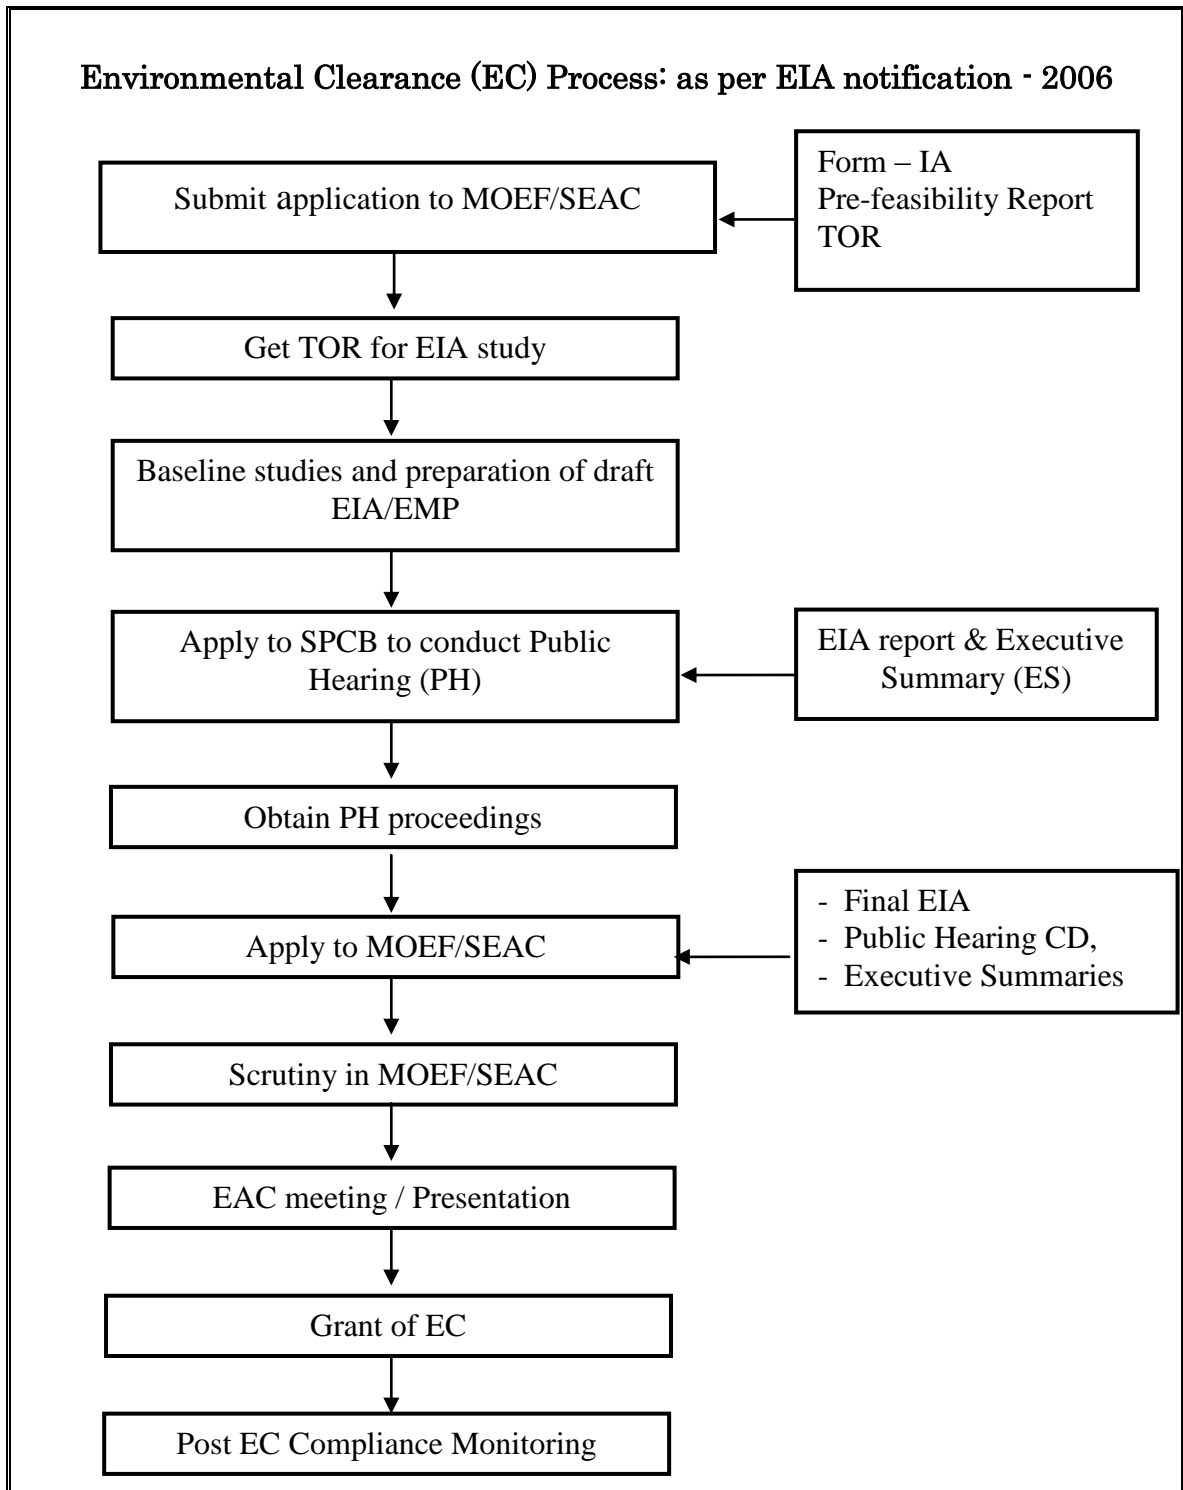 Environmental Clearance (EC) Process: as per EIA notification - 2006
Submit application to MOEF/SEAC
Form – IA
Pre-feasibility Report
TOR
Get TOR for EIA study
Baseline studies and preparation of draft
EIA/EMP
Apply to SPCB to conduct Public
Hearing (PH)
EIA report & Executive
Summary (ES)
Obtain PH proceedings
Apply to MOEF/SEAC
- Final EIA
- Public Hearing CD,
- Executive Summaries
Scrutiny in MOEF/SEAC
EAC meeting / Presentation
Grant of EC
Post EC Compliance Monitoring